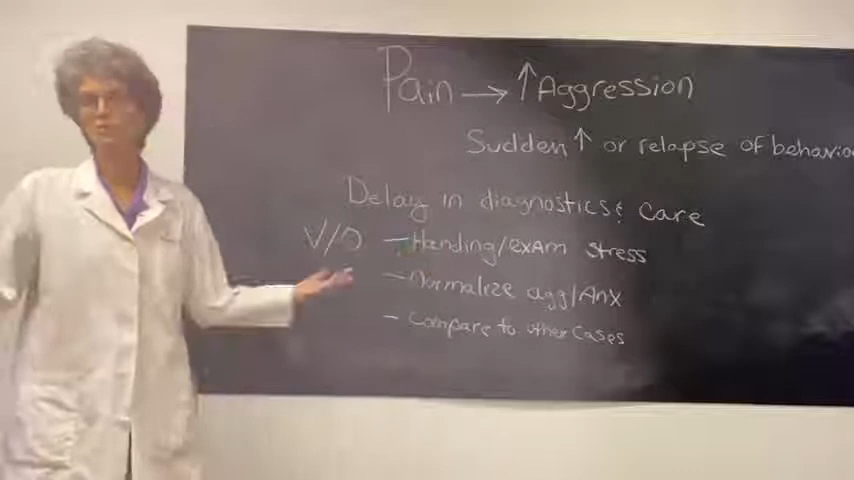 Pain → ↑ Aggression
Sudden ↑ or relapse of behavio
Delay in diagnostics & care
V/O - Handing/exam stress
- Normalize agg/Anx
- Compare to other Cases